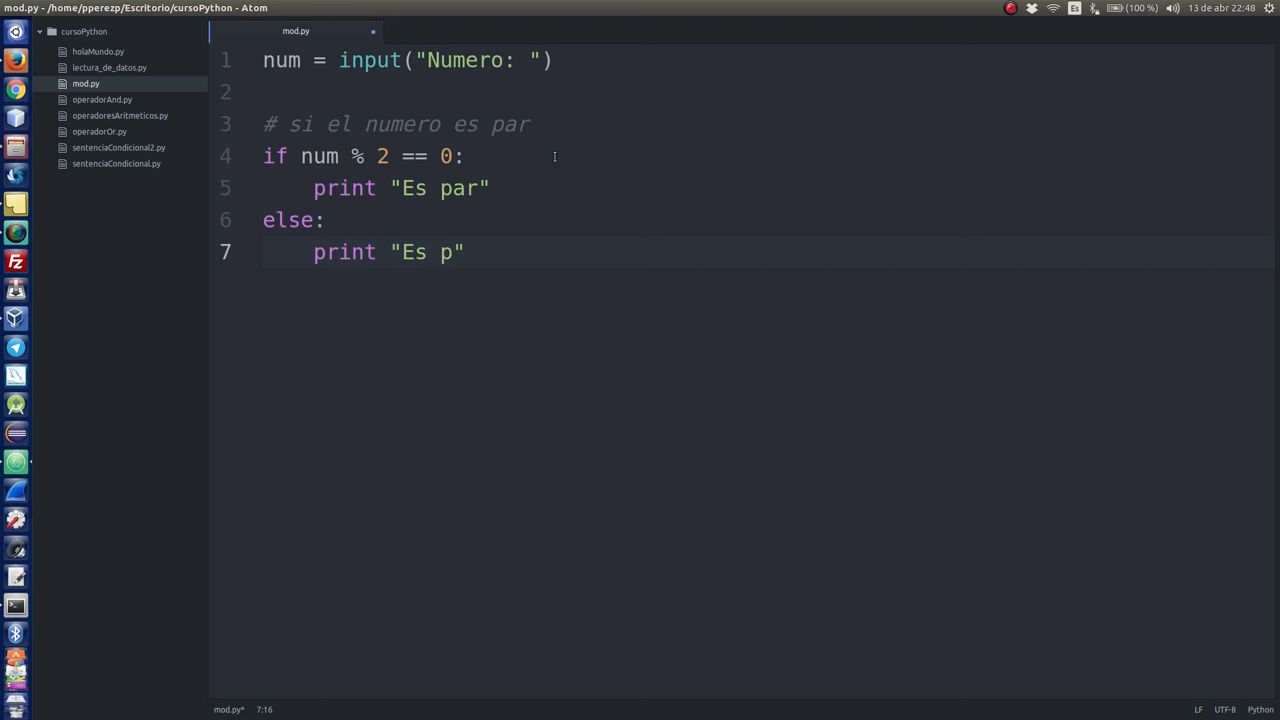 mod.py - /home/pperezp/Escritorio/cursoPython - Atom
Es
(100 %)
13 de abr 22:48
cursoPython
holaMundo.py
lectura_de_datos.py
mod.py
operadorAnd.py
operadoresAritmeticos.py
operadorOr.py
sentenciaCondicional2.py
sentenciaCondicional.py
mod.py
1 num = input("Numero: ")
2
3 # si el numero es par
4 if num % 2 == 0:
5     print "Es par"
6 else:
7     print "Es p"
mod.py* 7:16
LF UTF-8 Python